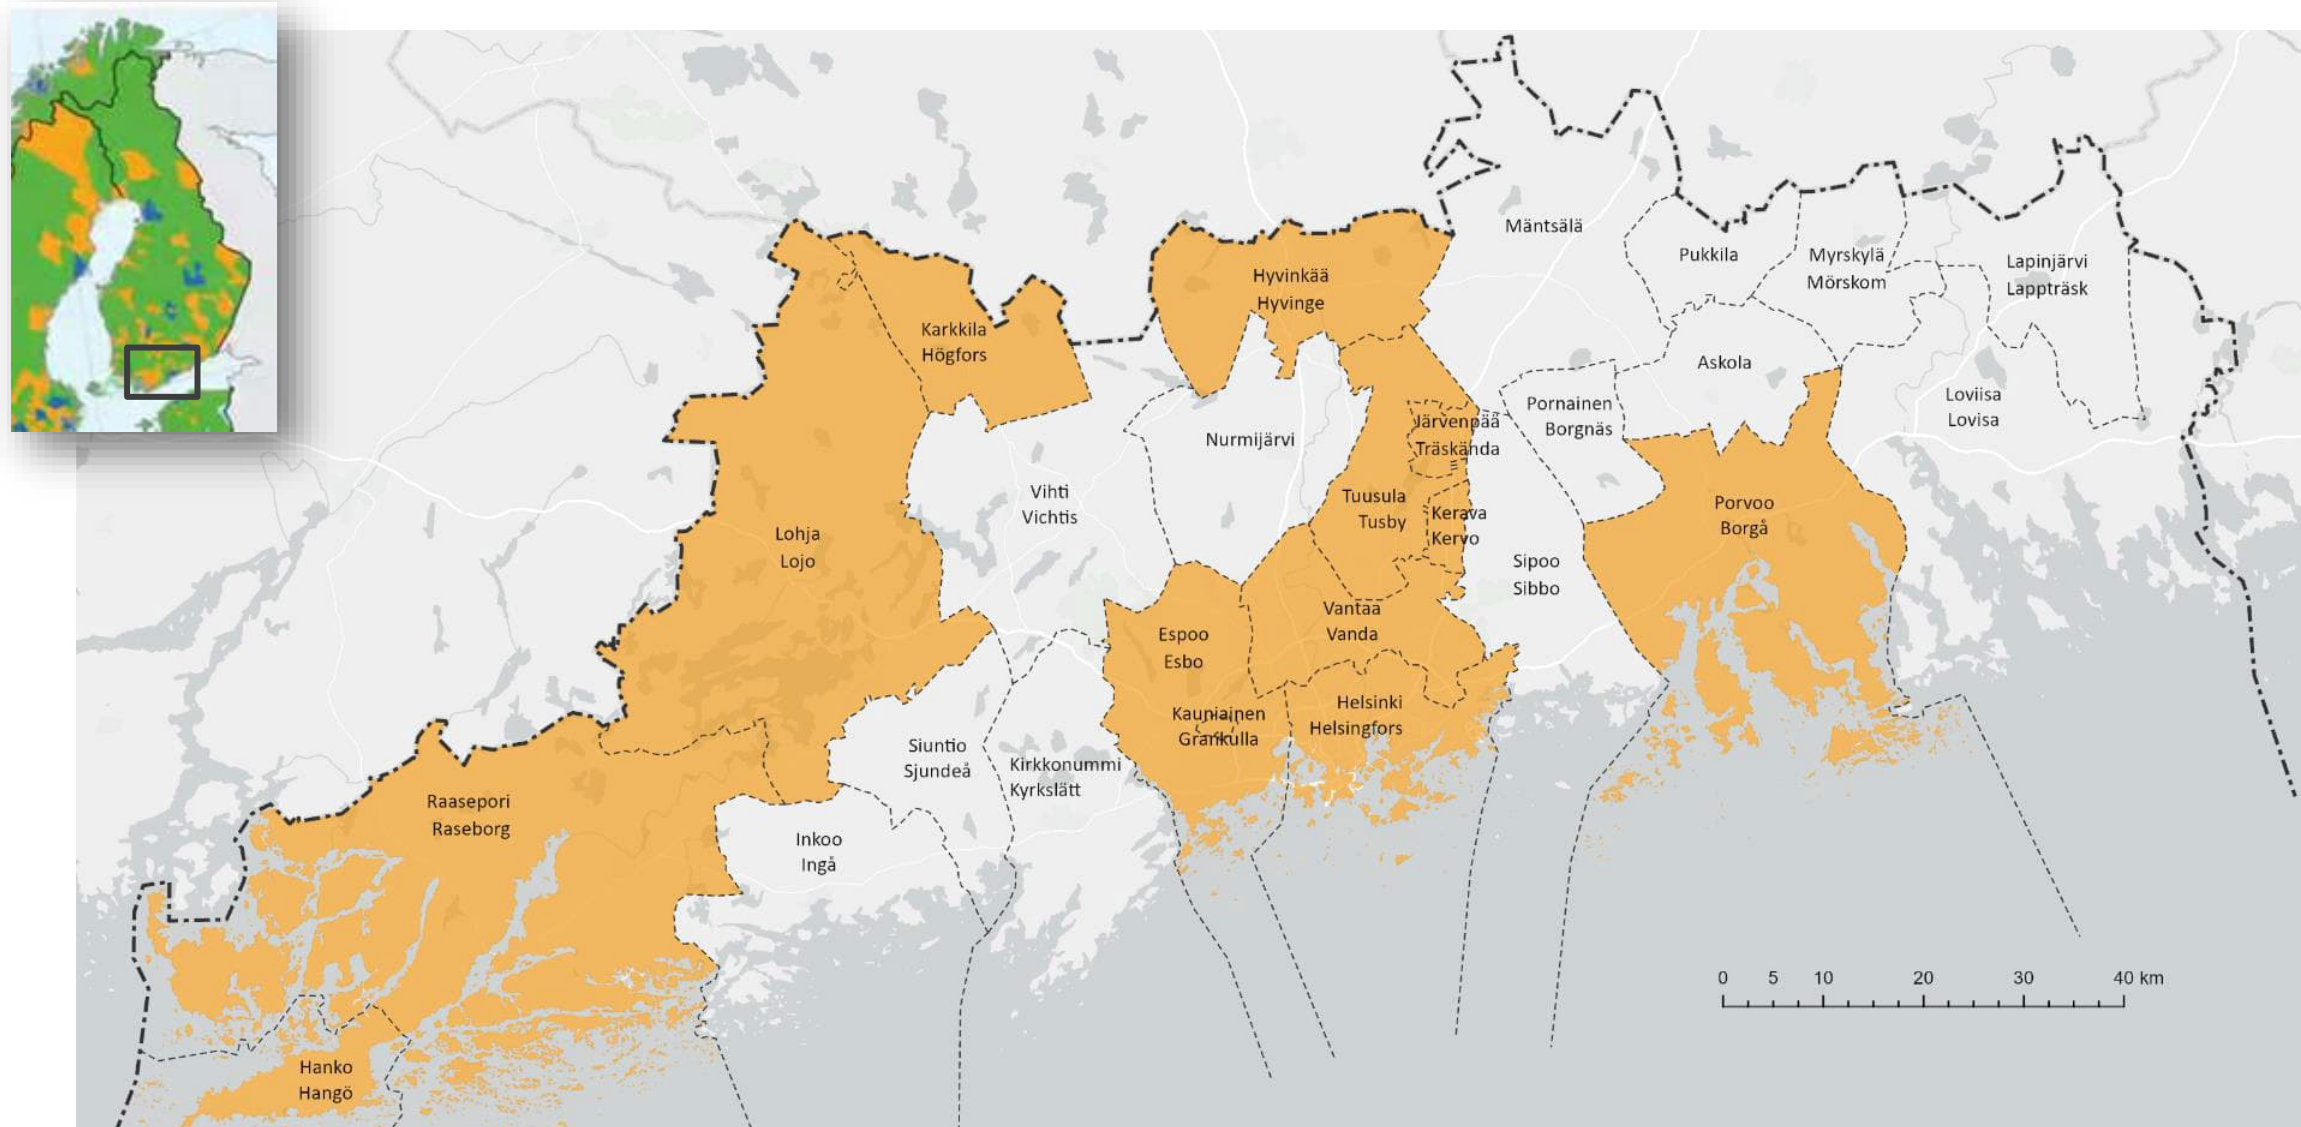 Mäntsälä
Pukkila
Myrskylä
Mörskom
Lapinjärvi
Lappträsk
Hyvinkää
Hyvinge
Karkkila
Högfors
Askola
Loviisa
Lovisa
Pornainen
Borgnäs
Järvenpää
Träskända
Nurmijärvi
Vihti
Vichtis
Tuusula
Tusby
Kerava
Kervo
Porvoo
Borgå
Lohja
Lojo
Sipoo
Sibbo
Vantaa
Vanda
Espoo
Esbo
Helsinki
Helsingfors
Kauniainen
Grankulla
Siuntio
Sjundeå
Kirkkonummi
Kyrkslätt
Raasepori
Raseborg
Inkoo
Ingå
Hanko
Hangö
0 5 10 20 30 40 km